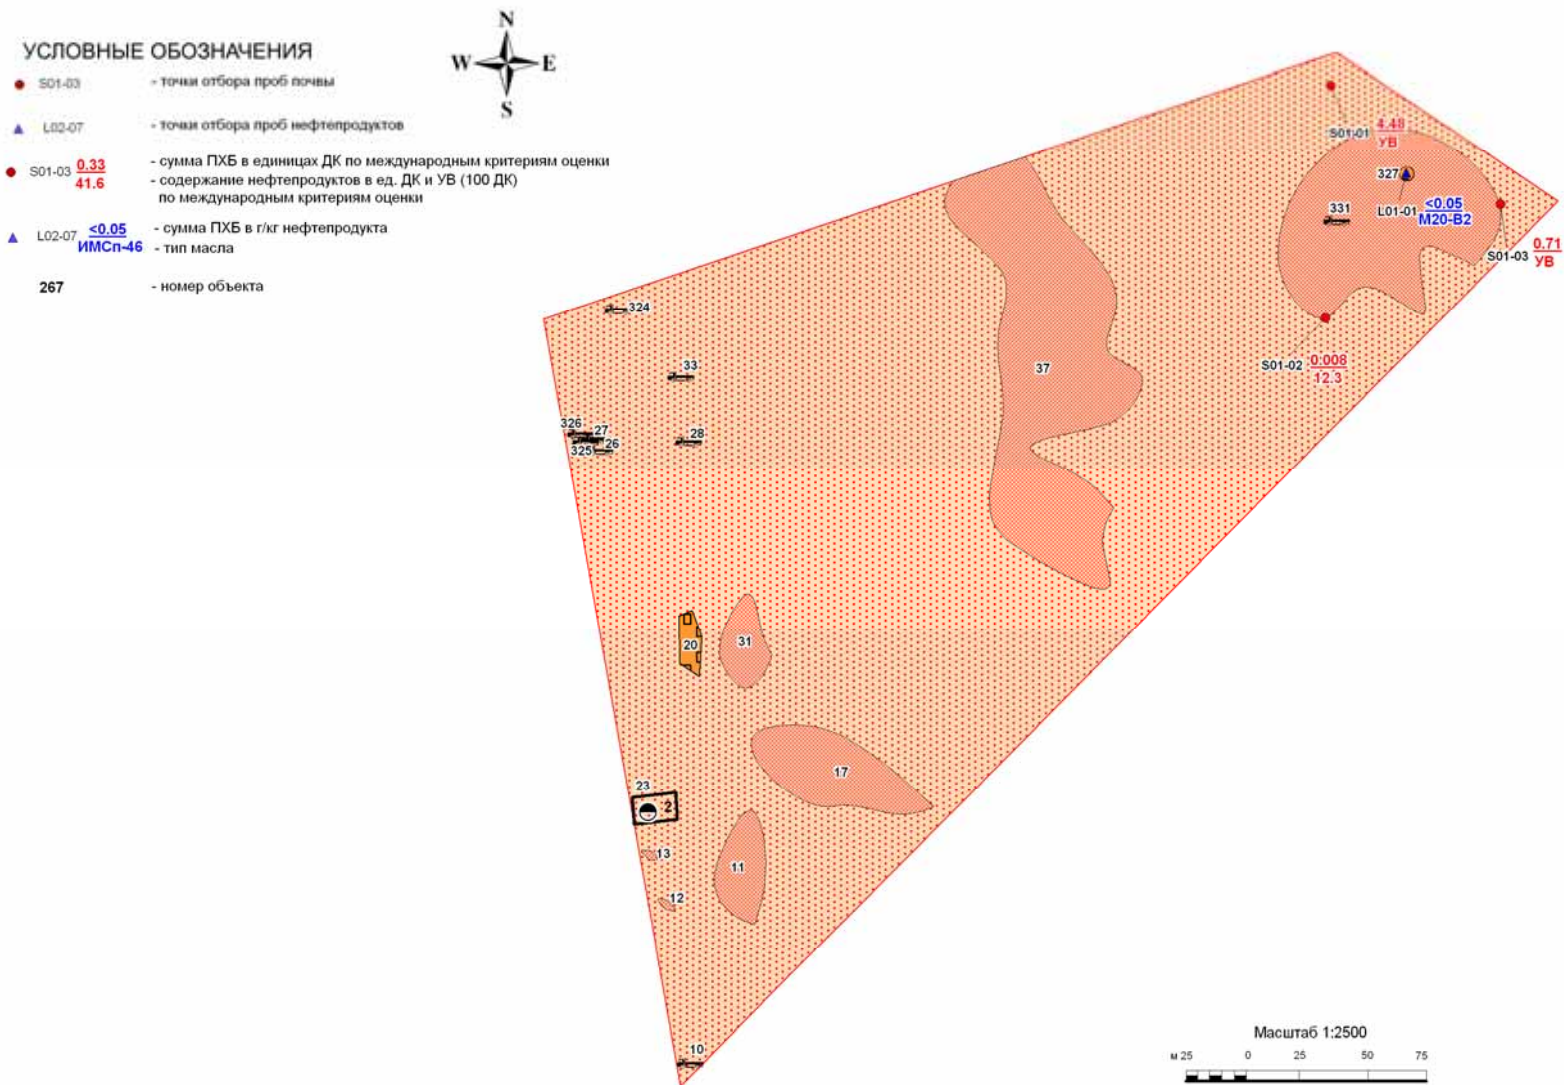 УСЛОВНЫЕ ОБОЗНАЧЕНИЯ
N
W E
S
S01-03 - точки отбора проб почвы
L02-07 - точки отбора проб нефтепродуктов
S01-03 0.33 - сумма ПХБ в единицах ДК по международным критериям оценки
41.6 - содержание нефтепродуктов в ед. ДК и УВ (100 ДК)
по международным критериям оценки
L02-07 <0.05 - сумма ПХБ в г/кг нефтепродукта
ИМСп-46 - тип масла
267 - номер объекта
S01-01 4.48
УВ
327
L01-01 <0.05
М20-В2
331
S01-03 0.71
УВ
324
S01-02 0.008
12.3
33
37
326
27
28
325
26
20
31
17
23
2
13
11
12
10
Масштаб 1:2500
м 25 0 25 50 75